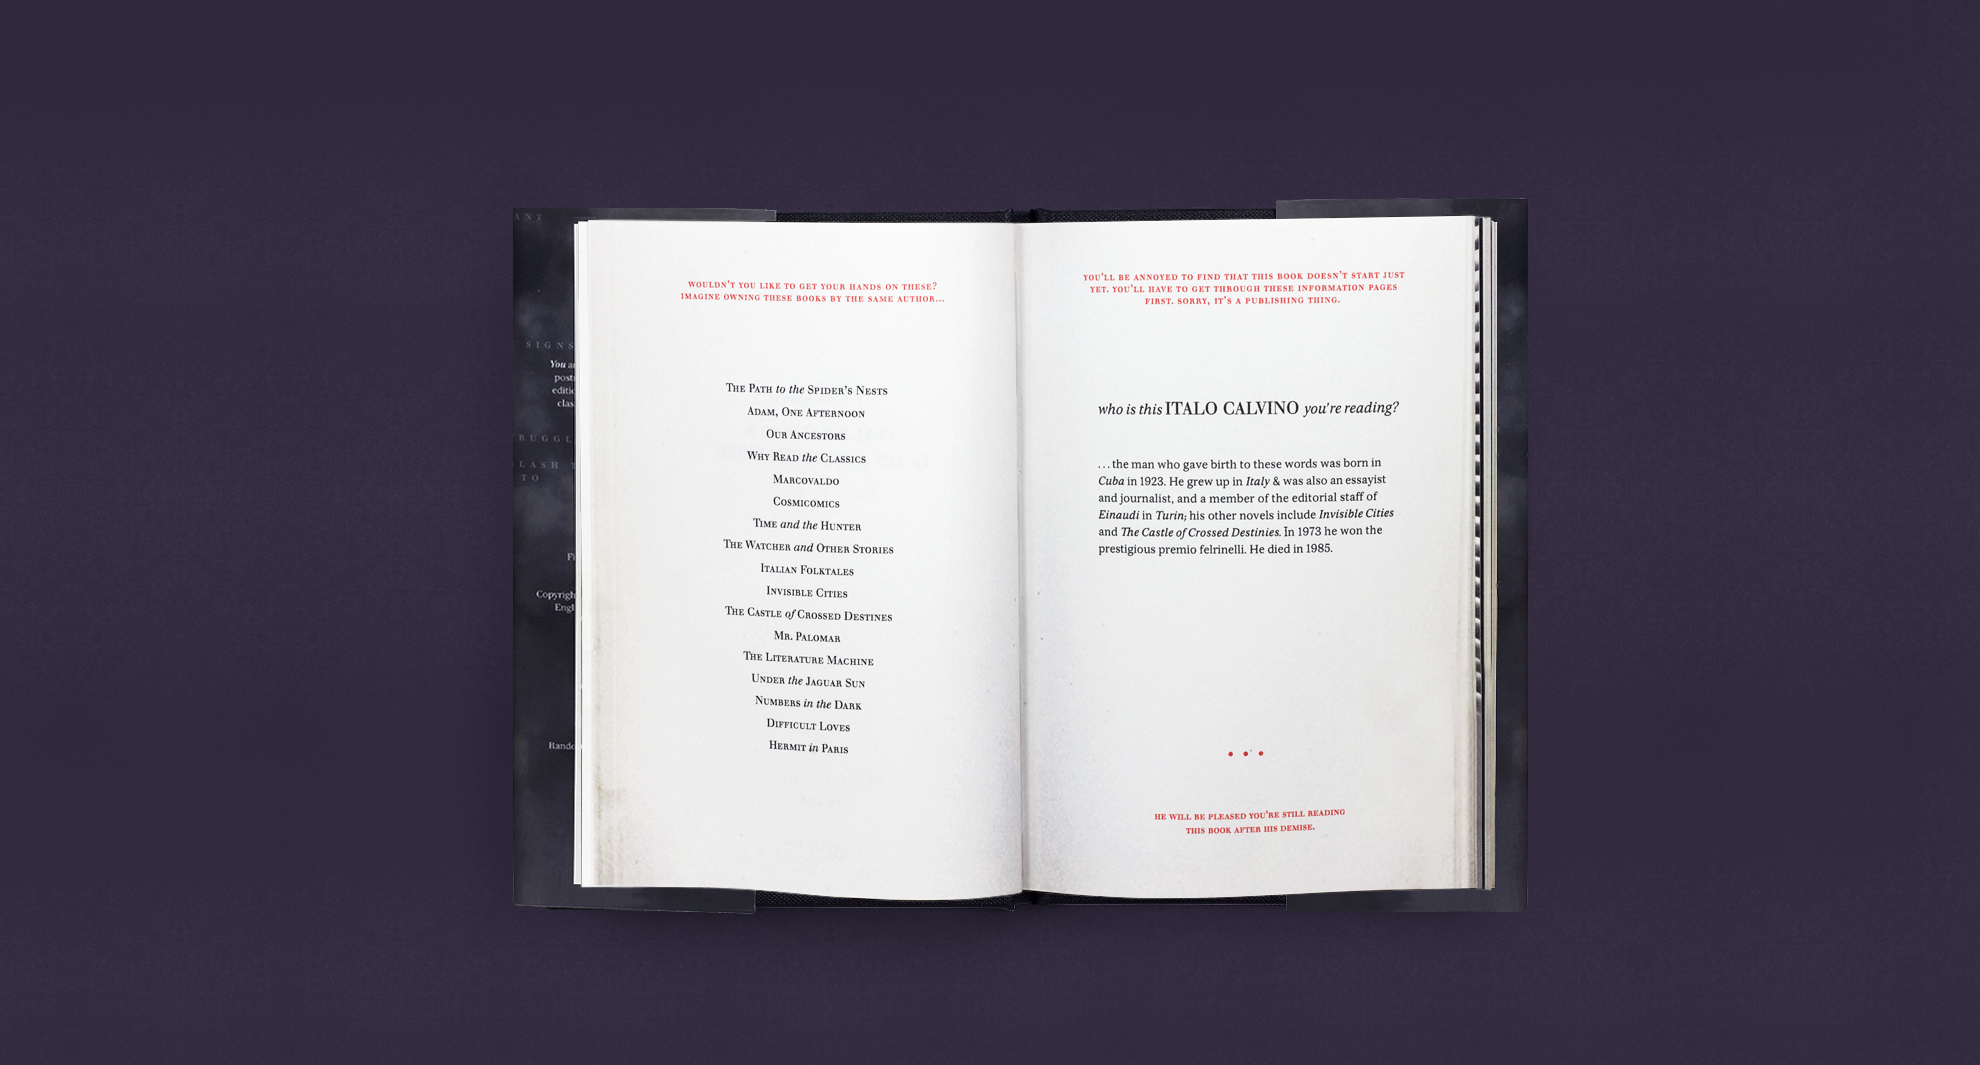 ANT
SIGNS
You
Copyright
WOULDN'T YOU LIKE TO GET YOUR HANDS ON THESE?
IMAGINE OWNING THESE BOOKS BY THE SAME AUTHOR...
THE PATH to the SPIDER'S NESTS
ADAM, ONE AFTERNOON
OUR ANCESTORS
WHY READ the CLASSICS
MARCOVALDO
COSMICOMICS
TIME and the HUNTER
THE WATCHER and OTHER STORIES
ITALIAN FOLKTALES
INVISIBLE CITIES
THE CASTLE of CROSSED DESTINES
MR. PALOMAR
THE LITERATURE MACHINE
UNDER the JAGUAR SUN
NUMBERS in the DARK
DIFFICULT LOVES
HERMIT in PARIS
YOU'LL BE ANNOYED TO FIND THAT THIS BOOK DOESN'T START JUST
YET. YOU'LL HAVE TO GET THROUGH THESE INFORMATION PAGES
FIRST. SORRY, IT'S A PUBLISHING THING.
who is this ITALO CALVINO you're reading?
...the man who gave birth to these words was born in
Cuba in 1923. He grew up in Italy & was also an essayist
and journalist, and a member of the editorial staff of
Einaudi in Turin; his other novels include Invisible Cities
and The Castle of Crossed Destinies. In 1973 he won the
prestigious premio felrinelli. He died in 1985.
HE WILL BE PLEASED YOU'RE STILL READING
THIS BOOK AFTER HIS DEMISE.